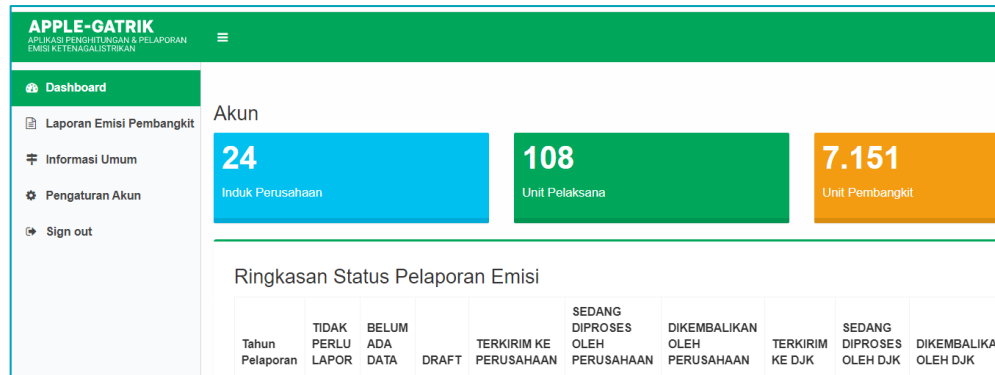 APPLE-GATRIK
APLIKASI PENGHITUNGAN & PELAPORAN
EMISI KETENAGALISTRIKAN
Dashboard
Laporan Emisi Pembangkit
Informasi Umum
Pengaturan Akun
Sign out
Akun
24
Induk Perusahaan
108
Unit Pelaksana
7.151
Unit Pembangkit
Ringkasan Status Pelaporan Emisi
Tahun
Pelaporan
TIDAK
PERLU
LAPOR
BELUM
ADA
DATA
DRAFT
TERKIRIM KE
PERUSAHAAN
SEDANG
DIPROSES
OLEH
PERUSAHAAN
DIKEMBALIKAN
OLEH
PERUSAHAAN
TERKIRIM
KE DJK
SEDANG
DIPROSES
OLEH DJK
DIKEMBALIKA
OLEH DJK